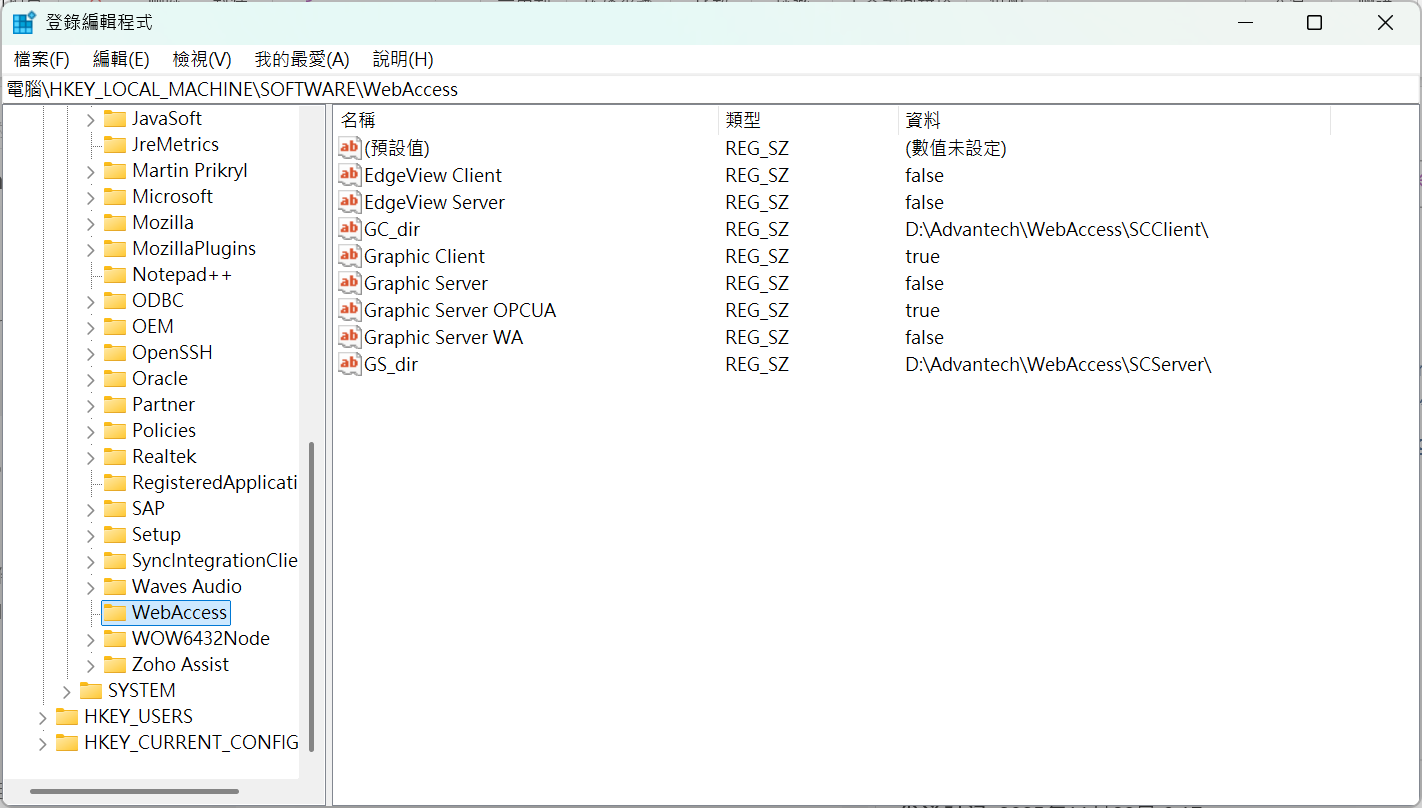 登錄編輯程式
檔案(F) 編輯(E) 檢視(V) 我的最愛(A) 說明(H)
電腦\HKEY_LOCAL_MACHINE\SOFTWARE\WebAccess
JavaSoft
JreMetrics
Martin Prikryl
Microsoft
Mozilla
MozillaPlugins
Notepad++
ODBC
OEM
OpenSSH
Oracle
Partner
Policies
Realtek
RegisteredApplicati
SAP
Setup
SyncIntegrationClie
Waves Audio
WebAccess
WOW6432Node
Zoho Assist
SYSTEM
HKEY_USERS
HKEY_CURRENT_CONFIG
名稱 類型 資料
(預設值) REG_SZ (數值未設定)
EdgeView Client REG_SZ false
EdgeView Server REG_SZ false
GC_dir REG_SZ D:\Advantech\WebAccess\SCClient\
Graphic Client REG_SZ true
Graphic Server REG_SZ false
Graphic Server OPCUA REG_SZ true
Graphic Server WA REG_SZ false
GS_dir REG_SZ D:\Advantech\WebAccess\SCServer\